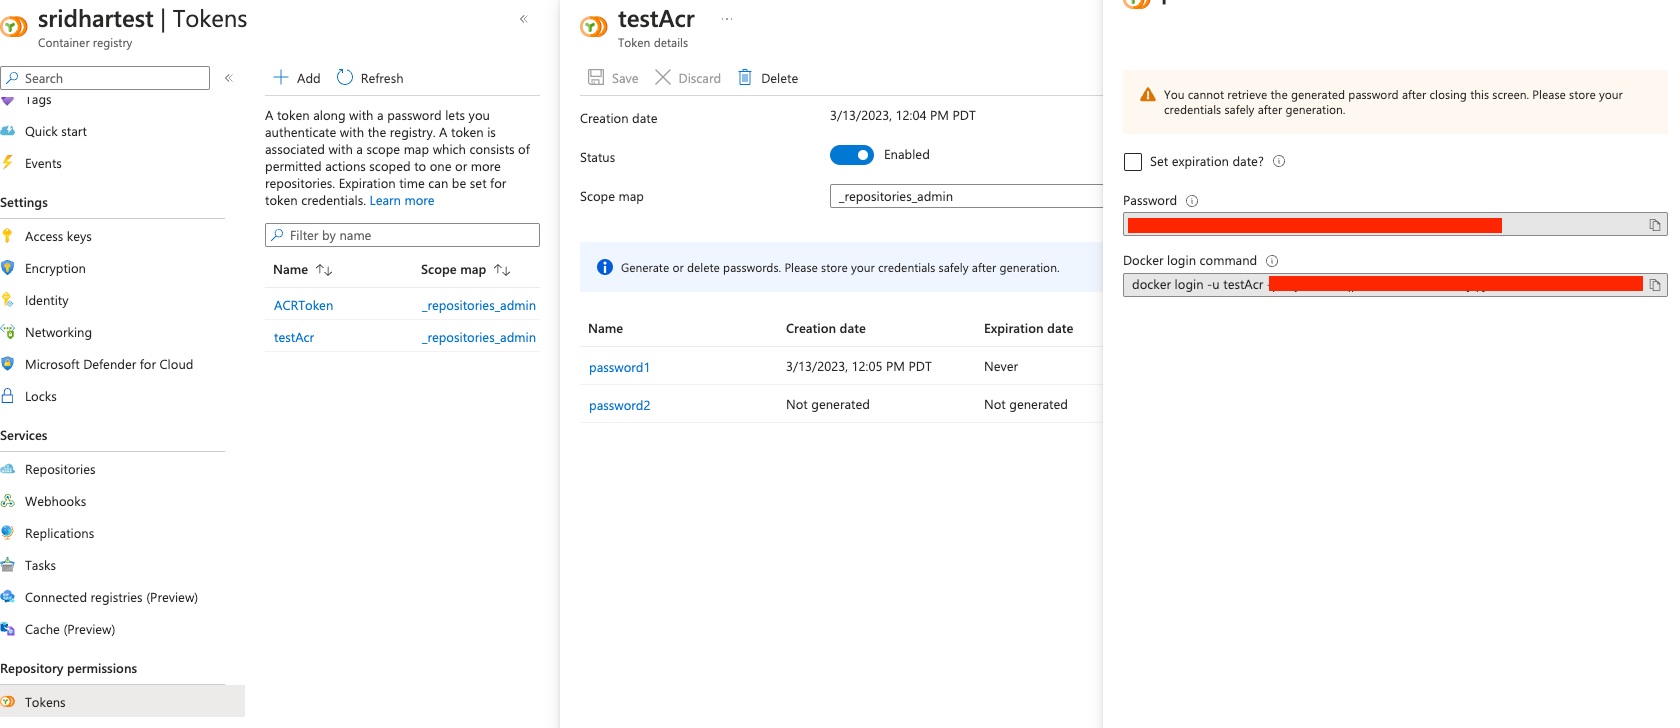 sridhartest | Tokens
Container registry
Search
Tags
Quick start
Events
Settings
Access keys
Encryption
Identity
Networking
Microsoft Defender for Cloud
Locks
Services
Repositories
Webhooks
Replications
Tasks
Connected registries (Preview)
Cache (Preview)
Repository permissions
Tokens
Add Refresh
A token along with a password lets you
authenticate with the registry. A token is
associated with a scope map which consists of
permitted actions scoped to one or more
repositories. Expiration time can be set for
token credentials. Learn more
Filter by name
Name Scope map
ACRToken _repositories_admin
testAcr _repositories_admin
testAcr ...
Token details
Save Discard Delete
Creation date 3/13/2023, 12:04 PM PDT
Status Enabled
Scope map _repositories_admin
Generate or delete passwords. Please store your credentials safely after generation.
Name Creation date Expiration date
password1 3/13/2023, 12:05 PM PDT Never
password2 Not generated Not generated
You cannot retrieve the generated password after closing this screen. Please store your
credentials safely after generation.
Set expiration date?
Password
Docker login command
docker login -u testAcr